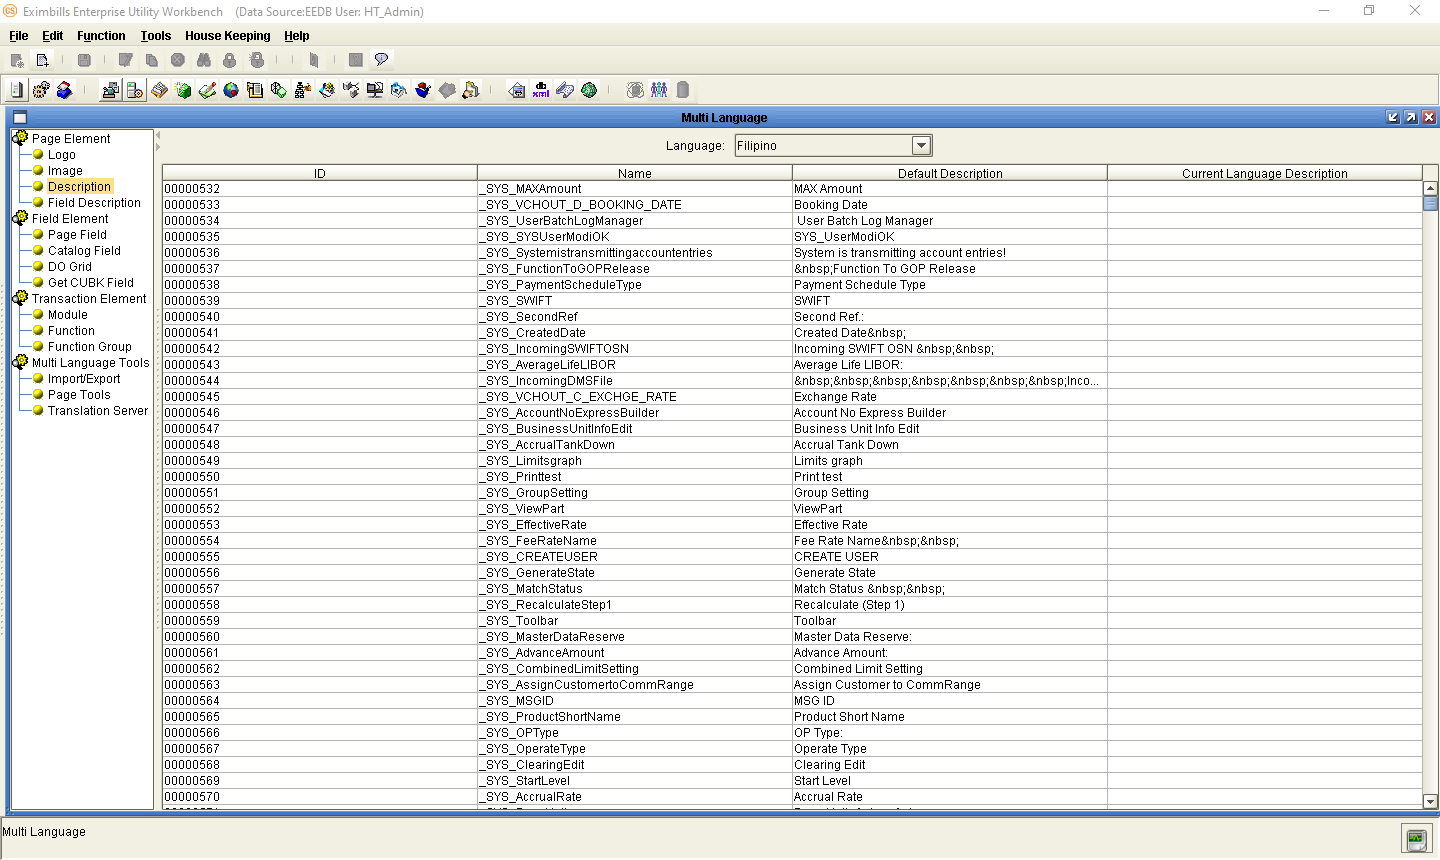 Eximbills Enterprise Utility Workbench (Data Source:EEDB User: HT_Admin)
File Edit Function Tools House Keeping Help
Multi Language
Page Element
Logo
Image
Description
Field Description
Field Element
Page Field
Catalog Field
DO Grid
Get CUBK Field
Transaction Element
Module
Function
Function Group
Multi Language Tools
Import/Export
Page Tools
Translation Server
Language: Filipino
ID Name Default Description Current Language Description
00000532 _SYS_MAXAmount MAX Amount
00000533 _SYS_VCHOUT_D_BOOKING_DATE Booking Date
00000534 _SYS_UserBatchLogManager User Batch Log Manager
00000535 _SYS_SYSUserModiOK SYS_UserModiOK
00000536 _SYS_Systemistransmittingaccountentries System is transmitting account entries!
00000537 _SYS_FunctionToGOPRelease &nbsp;Function To GOP Release
00000538 _SYS_PaymentScheduleType Payment Schedule Type
00000539 _SYS_SWIFT SWIFT
00000540 _SYS_SecondRef Second Ref.:
00000541 _SYS_CreatedDate Created Date&nbsp;
00000542 _SYS_IncomingSWIFTOSN Incoming SWIFT OSN &nbsp;&nbsp;
00000543 _SYS_AverageLifeLIBOR Average Life LIBOR:
00000544 _SYS_IncomingDMSFile &nbsp;&nbsp;&nbsp;&nbsp;&nbsp;&nbsp;&nbsp;Inco...
00000545 _SYS_VCHOUT_C_EXCHGE_RATE Exchange Rate
00000546 _SYS_AccountNoExpressBuilder Account No Express Builder
00000547 _SYS_BusinessUnitInfoEdit Business Unit Info Edit
00000548 _SYS_AccrualTankDown Accrual Tank Down
00000549 _SYS_Limitsgraph Limits graph
00000550 _SYS_Printtest Print test
00000551 _SYS_GroupSetting Group Setting
00000552 _SYS_ViewPart ViewPart
00000553 _SYS_EffectiveRate Effective Rate
00000554 _SYS_FeeRateName Fee Rate Name&nbsp;&nbsp;
00000555 _SYS_CREATEUSER CREATE USER
00000556 _SYS_GenerateState Generate State
00000557 _SYS_MatchStatus Match Status &nbsp;&nbsp;
00000558 _SYS_RecalculateStep1 Recalculate (Step 1)
00000559 _SYS_Toolbar Toolbar
00000560 _SYS_MasterDataReserve Master Data Reserve:
00000561 _SYS_AdvanceAmount Advance Amount:
00000562 _SYS_CombinedLimitSetting Combined Limit Setting
00000563 _SYS_AssignCustomertoCommRange Assign Customer to CommRange
00000564 _SYS_MSGID MSG ID
00000565 _SYS_ProductShortName Product Short Name
00000566 _SYS_OPType OP Type:
00000567 _SYS_OperateType Operate Type
00000568 _SYS_ClearingEdit Clearing Edit
00000569 _SYS_StartLevel Start Level
00000570 _SYS_AccrualRate Accrual Rate
Multi Language